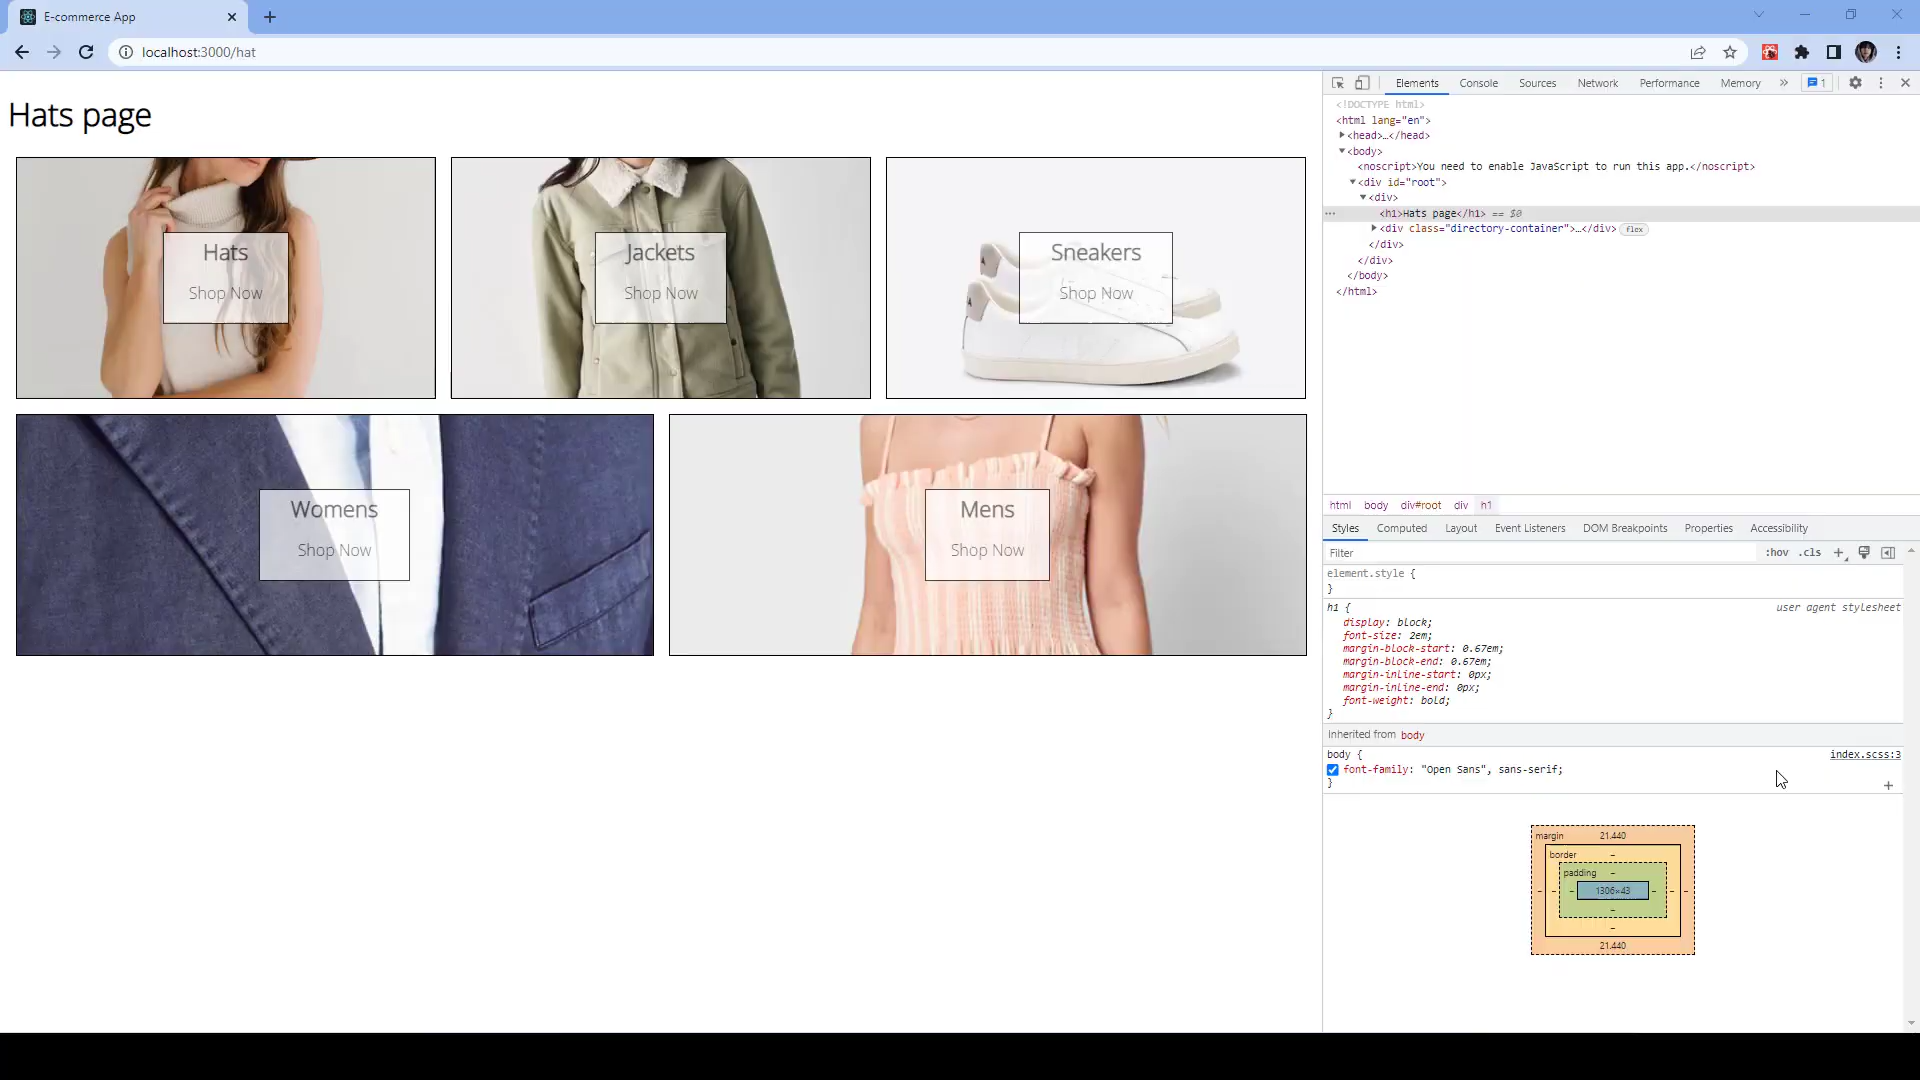 E-commerce App
localhost:3000/hat
Hats page
Hats
Shop Now
Jackets
Shop Now
Sneakers
Shop Now
Womens
Shop Now
Mens
Shop Now
Elements Console Sources Network Performance Memory » 1
<!DOCTYPE html>
<html lang="en">
<head>…</head>
<body>
<noscript>You need to enable JavaScript to run this app.</noscript>
<div id="root">
<div>
<h1>Hats page</h1> == $0
<div class="directory-container">…</div> flex
</div>
</div>
</body>
</html>
html body div#root div h1
Styles Computed Layout Event Listeners DOM Breakpoints Properties Accessibility
Filter :hov .cls +
element.style {
}
h1 { user agent stylesheet
display: block;
font-size: 2em;
margin-block-start: 0.67em;
margin-block-end: 0.67em;
margin-inline-start: 0px;
margin-inline-end: 0px;
font-weight: bold;
}
Inherited from body
body { index.scss:3
font-family: "Open Sans", sans-serif;
}
margin 21.440
border –
padding –
– – – 1306×43 – – –
–
–
21.440